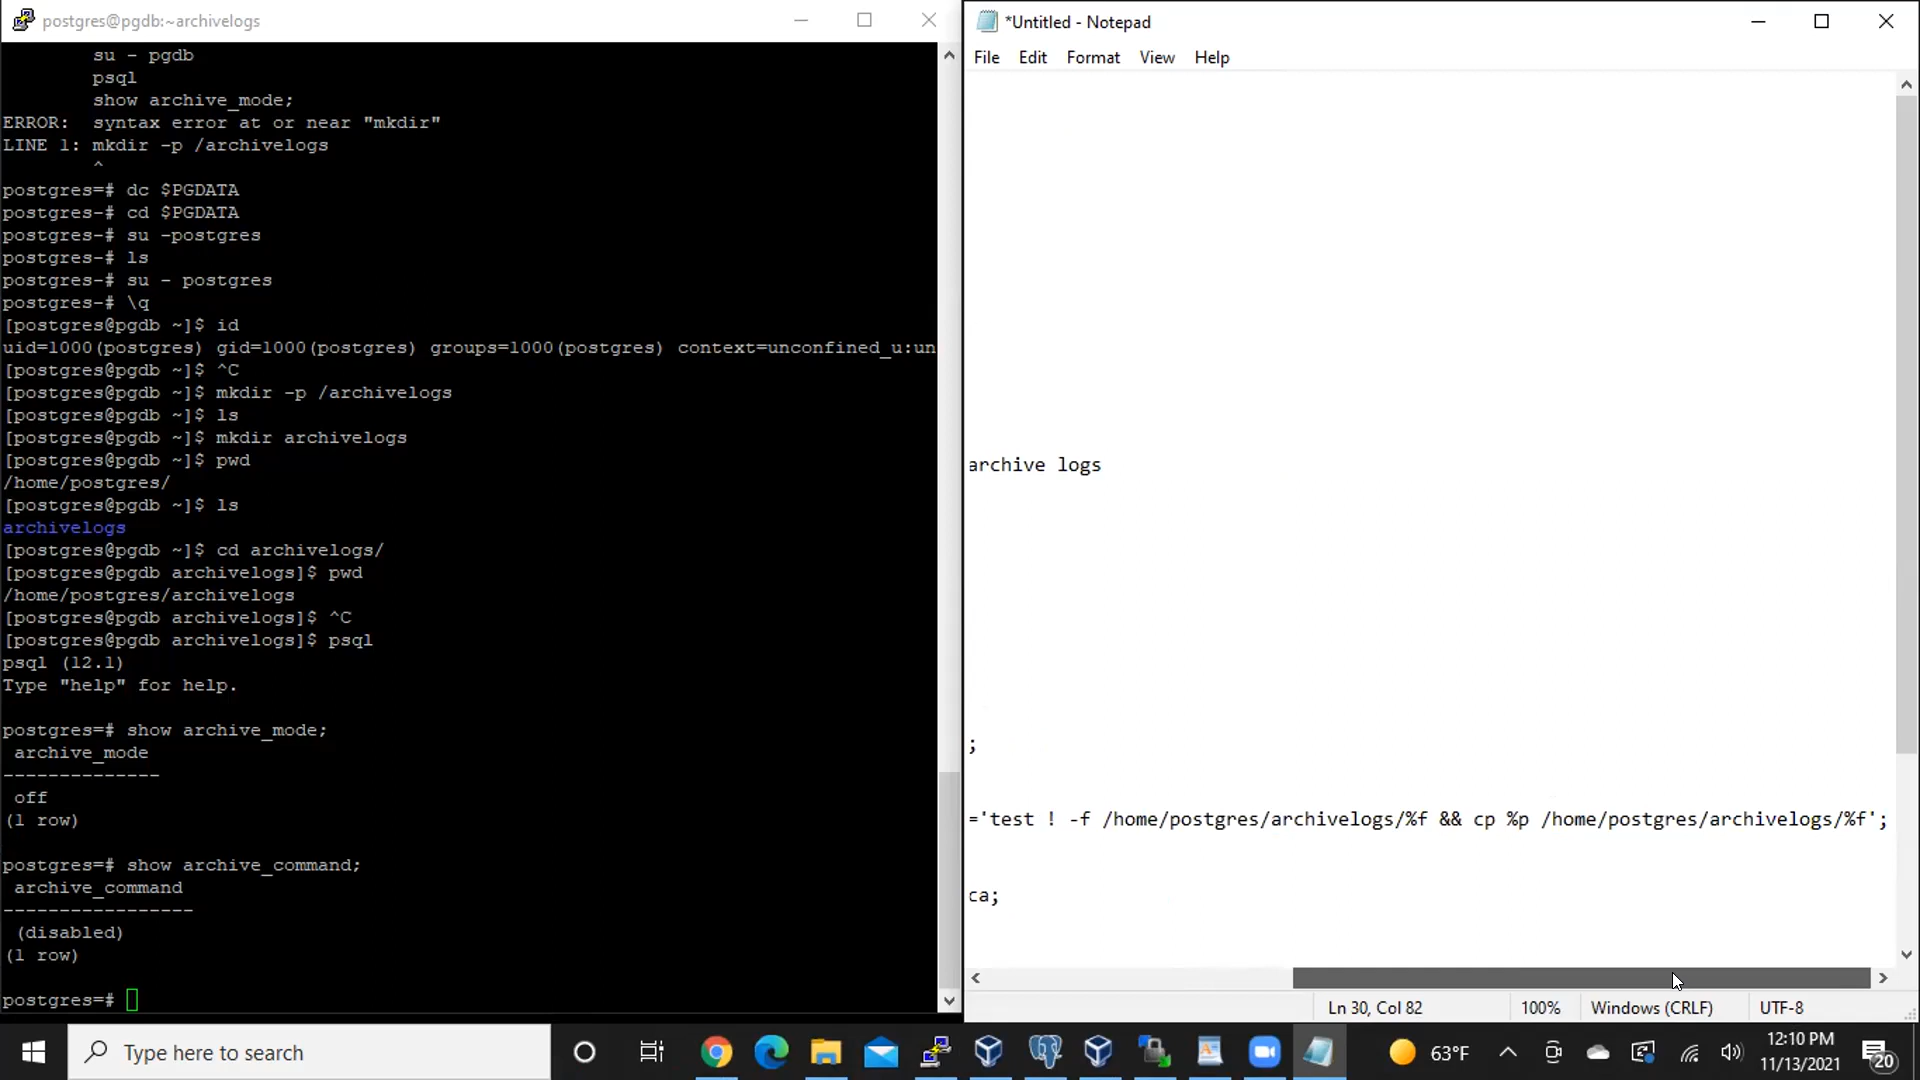 postgres@pgdb:~archivelogs
su - pgdb
psql
show archive_mode;
ERROR:  syntax error at or near "mkdir"
LINE 1: mkdir -p /archivelogs
^
postgres=# dc $PGDATA
postgres-# cd $PGDATA
postgres-# su -postgres
postgres-# ls
postgres-# su - postgres
postgres-# \q
[postgres@pgdb ~]$ id
uid=1000(postgres) gid=1000(postgres) groups=1000(postgres) context=unconfined_u:un
[postgres@pgdb ~]$ ^C
[postgres@pgdb ~]$ mkdir -p /archivelogs
[postgres@pgdb ~]$ ls
[postgres@pgdb ~]$ mkdir archivelogs
[postgres@pgdb ~]$ pwd
/home/postgres/
[postgres@pgdb ~]$ ls
archivelogs
[postgres@pgdb ~]$ cd archivelogs/
[postgres@pgdb archivelogs]$ pwd
/home/postgres/archivelogs
[postgres@pgdb archivelogs]$ ^C
[postgres@pgdb archivelogs]$ psql
psql (12.1)
Type "help" for help.
postgres=# show archive_mode;
archive_mode
--------------
off
(1 row)
postgres=# show archive_command;
archive_command
-----------------
(disabled)
(1 row)
postgres=#
*Untitled - Notepad
File Edit Format View Help
archive logs
;
='test ! -f /home/postgres/archivelogs/%f && cp %p /home/postgres/archivelogs/%f';
ca;
Ln 30, Col 82 100% Windows (CRLF) UTF-8
Type here to search
63°F
12:10 PM
11/13/2021
20